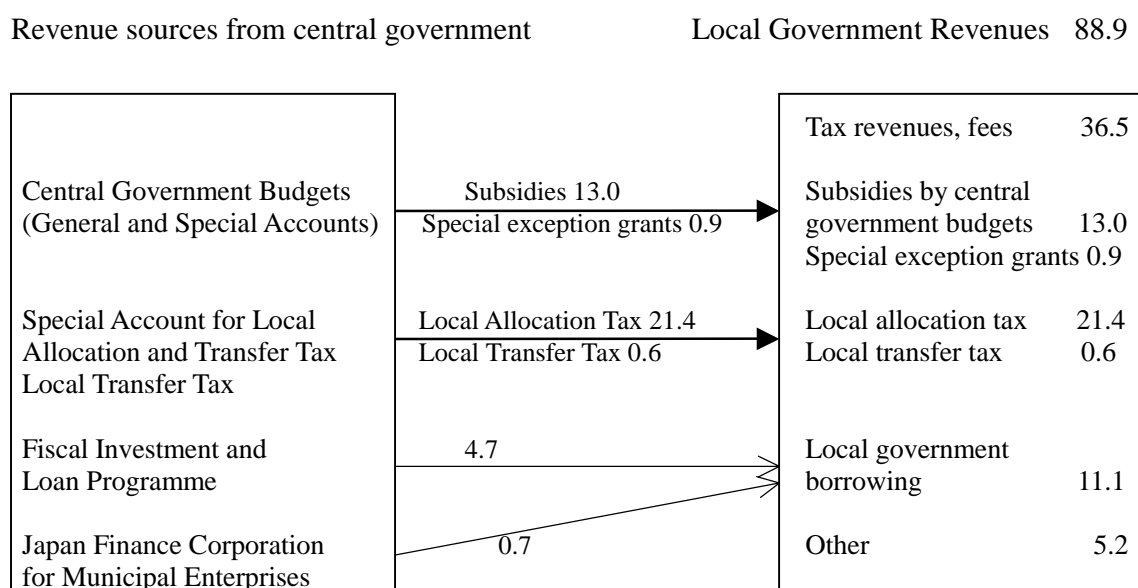 Revenue sources from central government
Local Government Revenues 88.9
Central Government Budgets
(General and Special Accounts)
Special Account for Local
Allocation and Transfer Tax
Local Transfer Tax
Fiscal Investment and
Loan Programme
Japan Finance Corporation
for Municipal Enterprises
Subsidies 13.0
Special exception grants 0.9
Local Allocation Tax 21.4
Local Transfer Tax 0.6
4.7
0.7
Tax revenues, fees 36.5
Subsidies by central
government budgets 13.0
Special exception grants 0.9
Local allocation tax 21.4
Local transfer tax 0.6
Local government
borrowing 11.1
Other 5.2